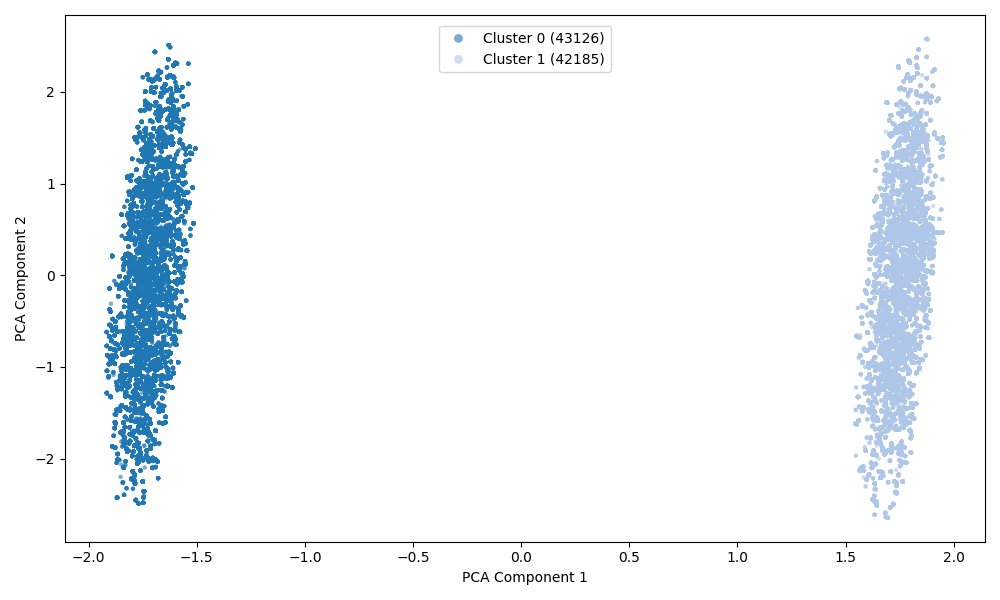 Cluster 0 (43126)
Cluster 1 (42185)
PCA Component 2
2
1
0
−1
−2
−2.0 −1.5 −1.0 −0.5 0.0 0.5 1.0 1.5 2.0
PCA Component 1